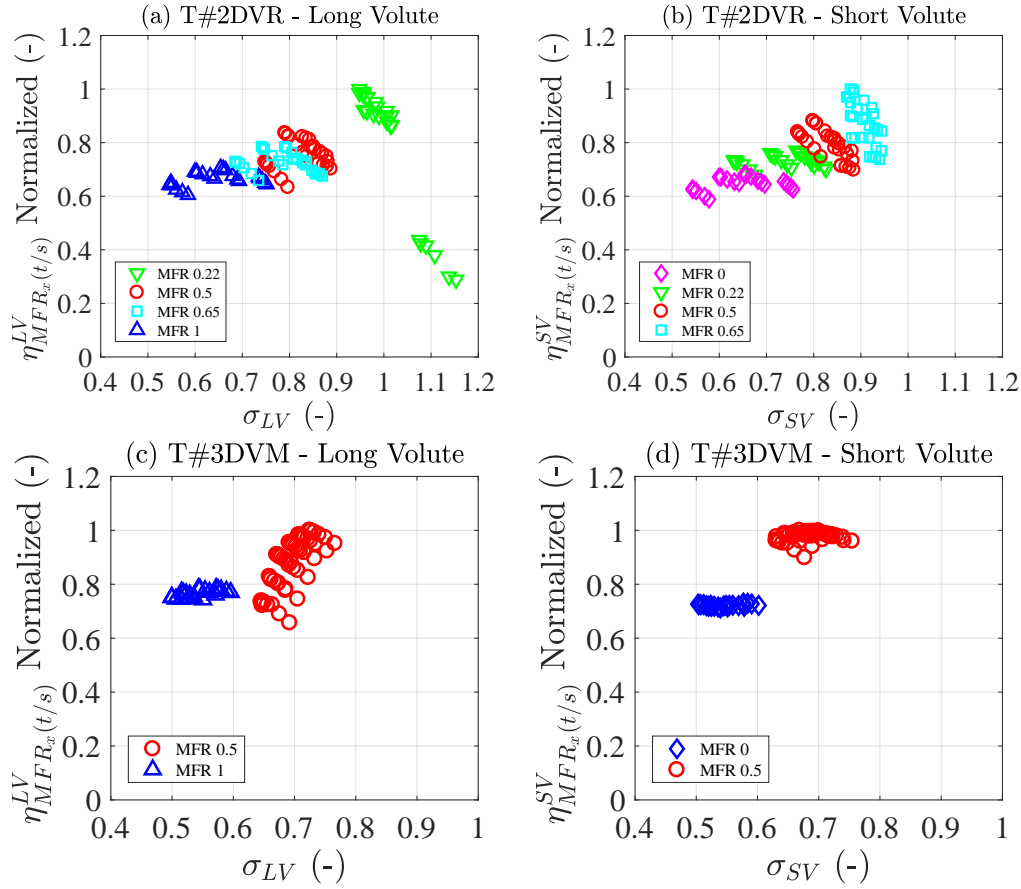 (a) T#2DVR - Long Volute
η^{LV}_{MFR_x(t/s)} Normalized (-)
1.2
1
0.8
0.6
0.4
0.2
0
MFR 0.22
MFR 0.5
MFR 0.65
MFR 1
0.4 0.5 0.6 0.7 0.8 0.9 1 1.1 1.2
σ_{LV} (-)
(b) T#2DVR - Short Volute
η^{SV}_{MFR_x(t/s)} Normalized (-)
1.2
1
0.8
0.6
0.4
0.2
0
MFR 0
MFR 0.22
MFR 0.5
MFR 0.65
0.4 0.5 0.6 0.7 0.8 0.9 1 1.1 1.2
σ_{SV} (-)
(c) T#3DVM - Long Volute
η^{LV}_{MFR_x(t/s)} Normalized (-)
1.2
1
0.8
0.6
0.4
0.2
0
MFR 0.5
MFR 1
0.4 0.5 0.6 0.7 0.8 0.9 1
σ_{LV} (-)
(d) T#3DVM - Short Volute
η^{SV}_{MFR_x(t/s)} Normalized (-)
1.2
1
0.8
0.6
0.4
0.2
0
MFR 0
MFR 0.5
0.4 0.5 0.6 0.7 0.8 0.9 1
σ_{SV} (-)